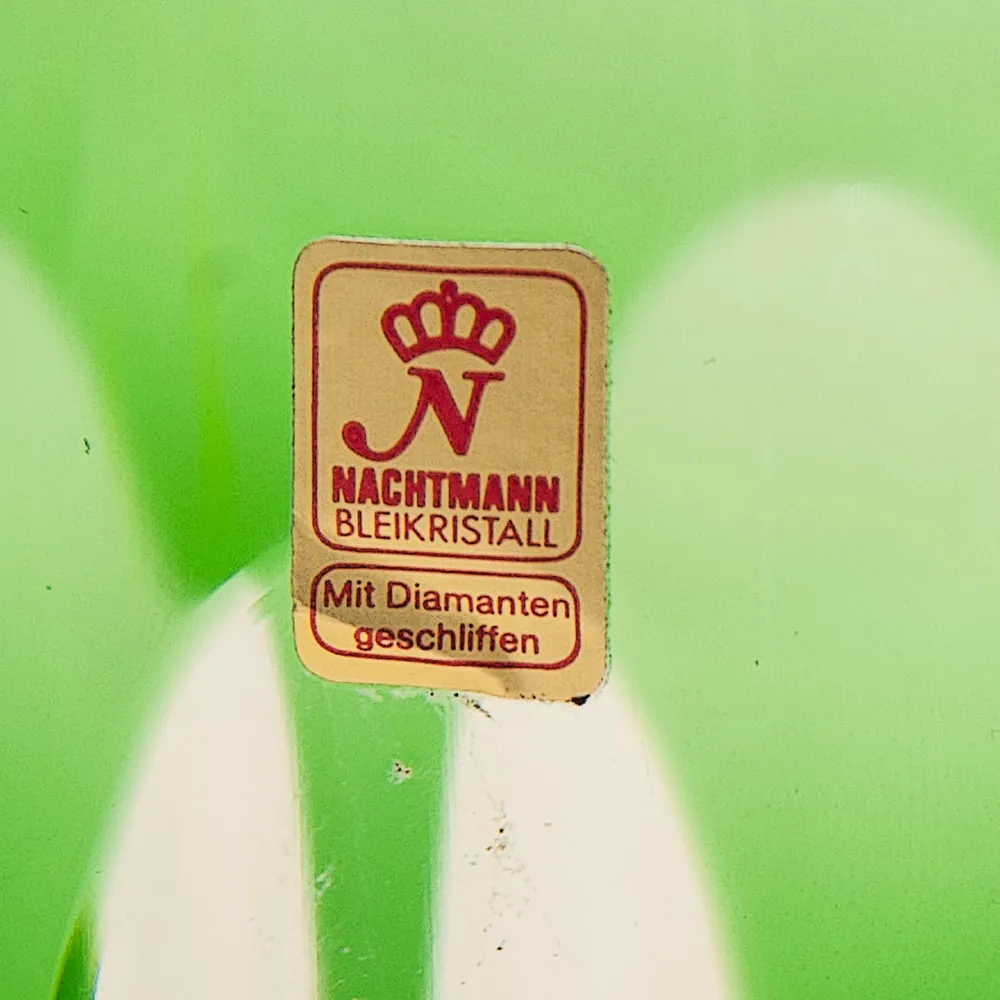 N
NACHTMANN
BLEIKRISTALL
Mit Diamanten
geschliffen